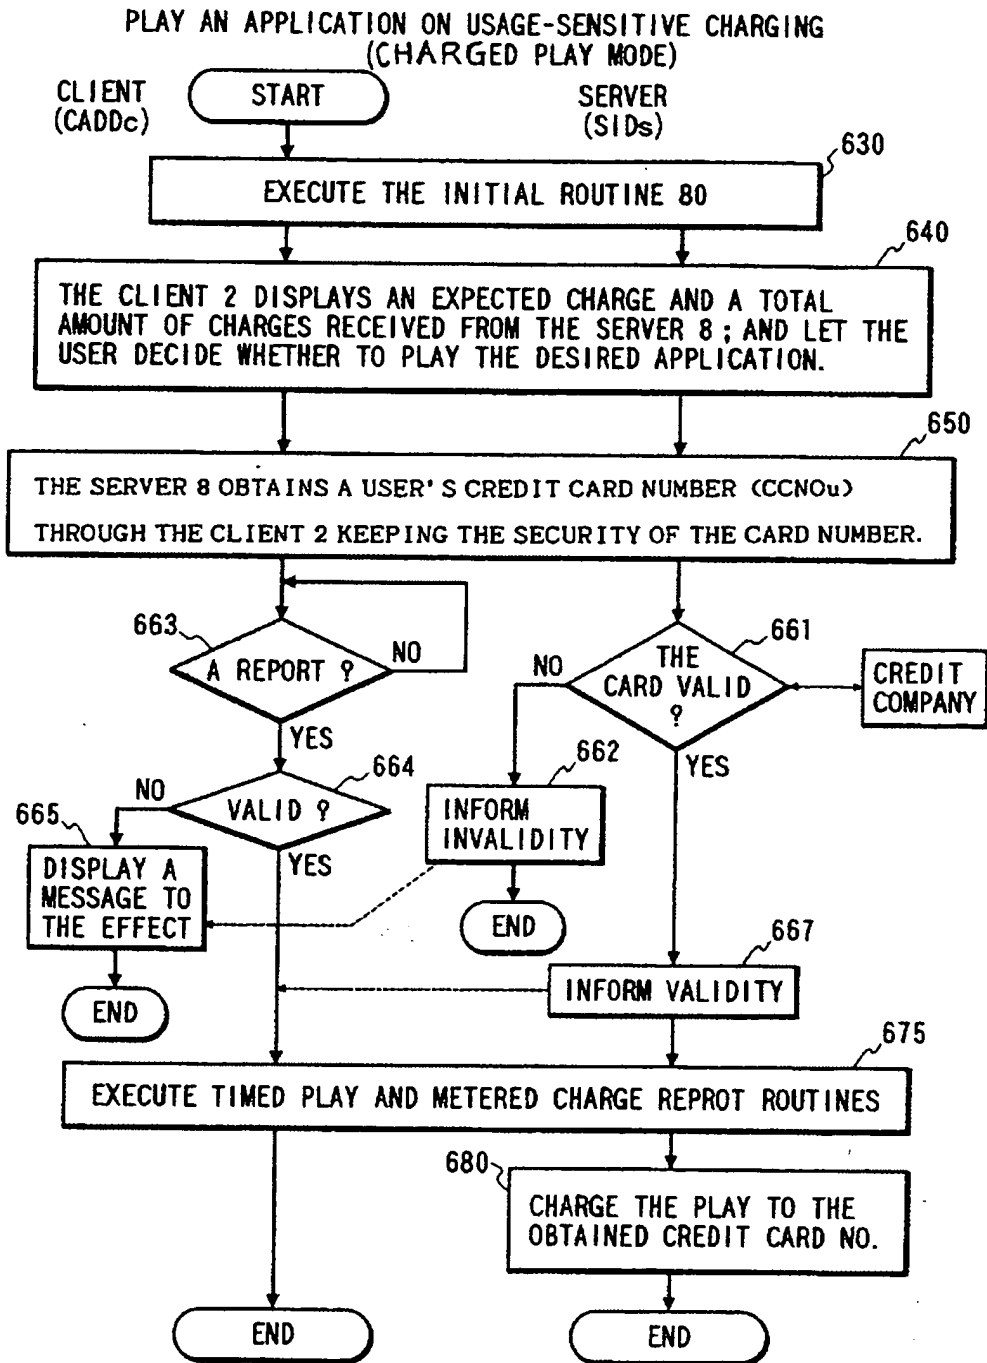 PLAY AN APPLICATION ON USAGE-SENSITIVE CHARGING
(CHARGED PLAY MODE)
CLIENT
(CADDc)
START
SERVER
(SIDs)
630
EXECUTE THE INITIAL ROUTINE 80
640
THE CLIENT 2 DISPLAYS AN EXPECTED CHARGE AND A TOTAL
AMOUNT OF CHARGES RECEIVED FROM THE SERVER 8 ; AND LET THE
USER DECIDE WHETHER TO PLAY THE DESIRED APPLICATION.
650
THE SERVER 8 OBTAINS A USER'S CREDIT CARD NUMBER (CCNOu)
THROUGH THE CLIENT 2 KEEPING THE SECURITY OF THE CARD NUMBER.
663
A REPORT ?
NO
YES
661
THE
CARD VALID
?
NO
YES
CREDIT
COMPANY
664
VALID ?
NO
YES
662
INFORM
INVALIDITY
END
665
DISPLAY A
MESSAGE TO
THE EFFECT
END
667
INFORM VALIDITY
675
EXECUTE TIMED PLAY AND METERED CHARGE REPROT ROUTINES
680
CHARGE THE PLAY TO THE
OBTAINED CREDIT CARD NO.
END
END